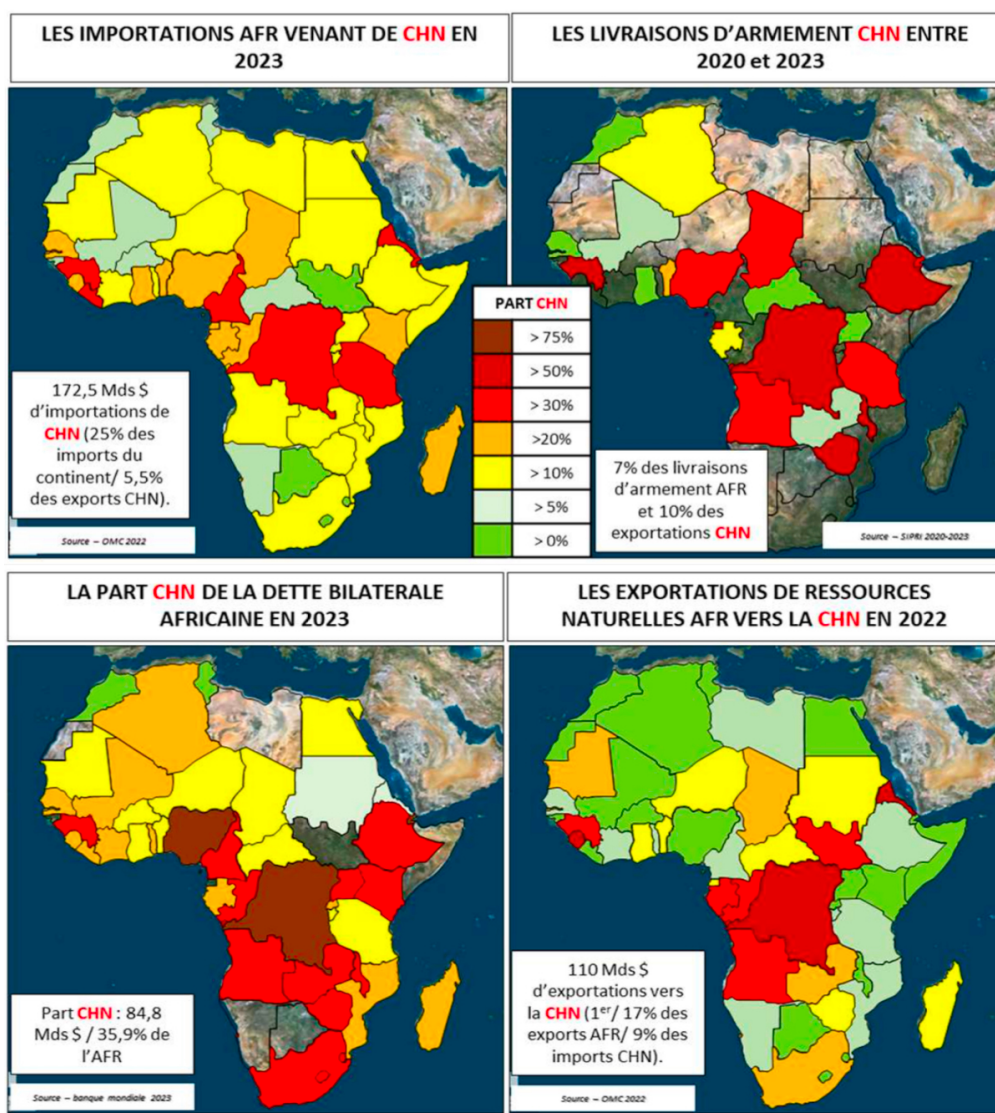 LES IMPORTATIONS AFR VENANT DE CHN EN
2023
LES LIVRAISONS D’ARMEMENT CHN ENTRE
2020 et 2023
172,5 Mds $
d’importations de
CHN (25% des
imports du
continent/ 5,5%
des exports CHN).
Source – OMC 2022
PART CHN
> 75%
> 50%
> 30%
>20%
> 10%
> 5%
> 0%
7% des livraisons
d’armement AFR
et 10% des
exportations CHN
Source – SIPRI 2020-2023
LA PART CHN DE LA DETTE BILATERALE
AFRICAINE EN 2023
LES EXPORTATIONS DE RESSOURCES
NATURELLES AFR VERS LA CHN EN 2022
Part CHN : 84,8
Mds $ / 35,9% de
l’AFR
Source – banque mondiale 2023
110 Mds $
d’exportations vers
la CHN (1er/ 17% des
exports AFR/ 9% des
imports CHN).
Source – OMC 2022